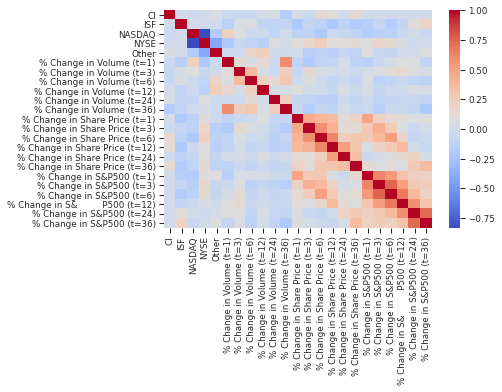 CI
ISF
NASDAQ
NYSE
Other
% Change in Volume (t=1)
% Change in Volume (t=3)
% Change in Volume (t=6)
% Change in Volume (t=12)
% Change in Volume (t=24)
% Change in Volume (t=36)
% Change in Share Price (t=1)
% Change in Share Price (t=3)
% Change in Share Price (t=6)
% Change in Share Price (t=12)
% Change in Share Price (t=24)
% Change in Share Price (t=36)
% Change in S&P500 (t=1)
% Change in S&P500 (t=3)
% Change in S&P500 (t=6)
% Change in S& P500 (t=12)
% Change in S&P500 (t=24)
% Change in S&P500 (t=36)
CI
ISF
NASDAQ
NYSE
Other
% Change in Volume (t=1)
% Change in Volume (t=3)
% Change in Volume (t=6)
% Change in Volume (t=12)
% Change in Volume (t=24)
% Change in Volume (t=36)
% Change in Share Price (t=1)
% Change in Share Price (t=3)
% Change in Share Price (t=6)
% Change in Share Price (t=12)
% Change in Share Price (t=24)
% Change in Share Price (t=36)
% Change in S&P500 (t=1)
% Change in S&P500 (t=3)
% Change in S&P500 (t=6)
% Change in S& P500 (t=12)
% Change in S&P500 (t=24)
% Change in S&P500 (t=36)
1.00
0.75
0.50
0.25
0.00
−0.25
−0.50
−0.75